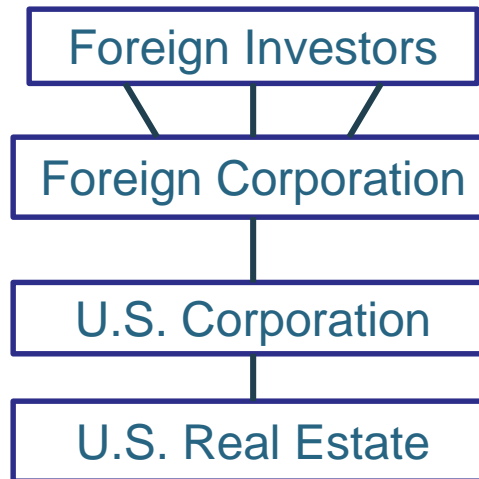 Foreign Investors
Foreign Corporation
U.S. Corporation
U.S. Real Estate